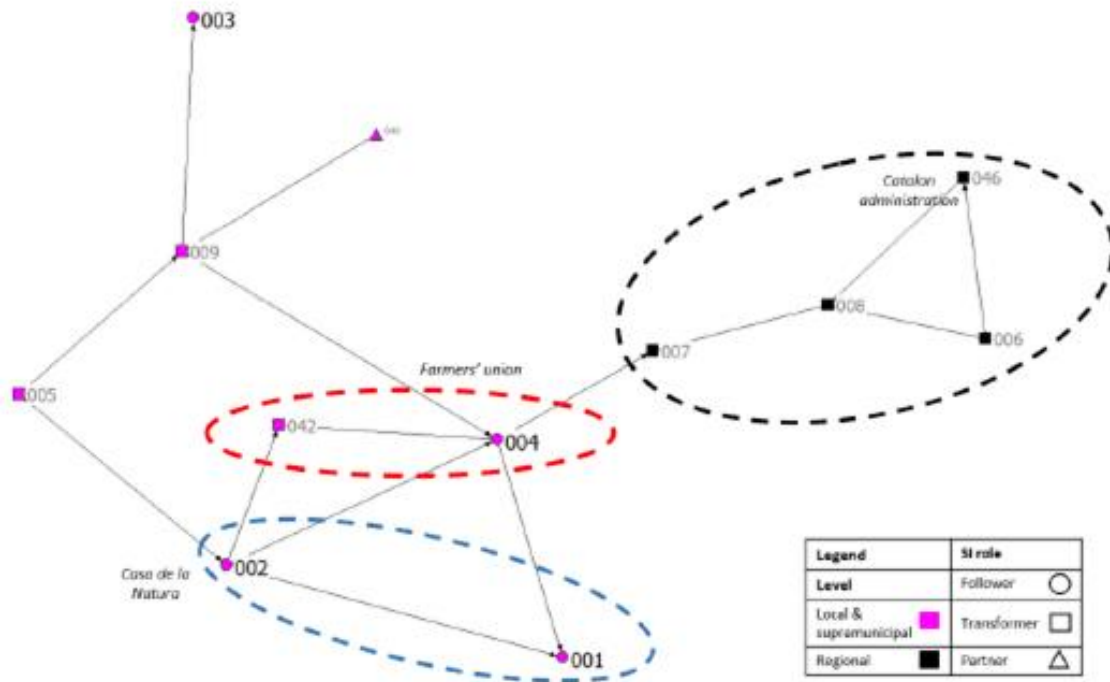 003
Catalan
administration
046
009
008
006
007
Farmers' union
005
042
004
002
Casa de la
Natura
001
Legend
SI role
Level
Follower
Local &
supramunicipal
Transformer
Regional
Partner